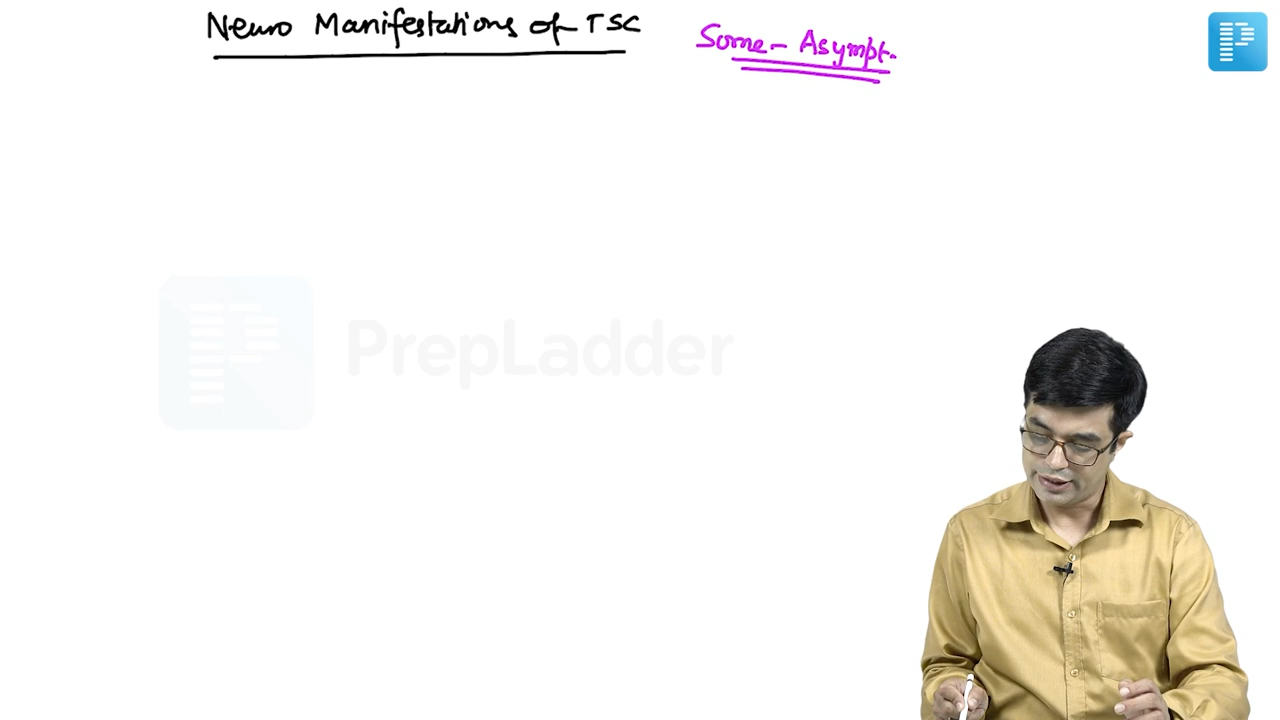 Neuro Manifestations of TSC
Some- Asympt.
PrepLadder